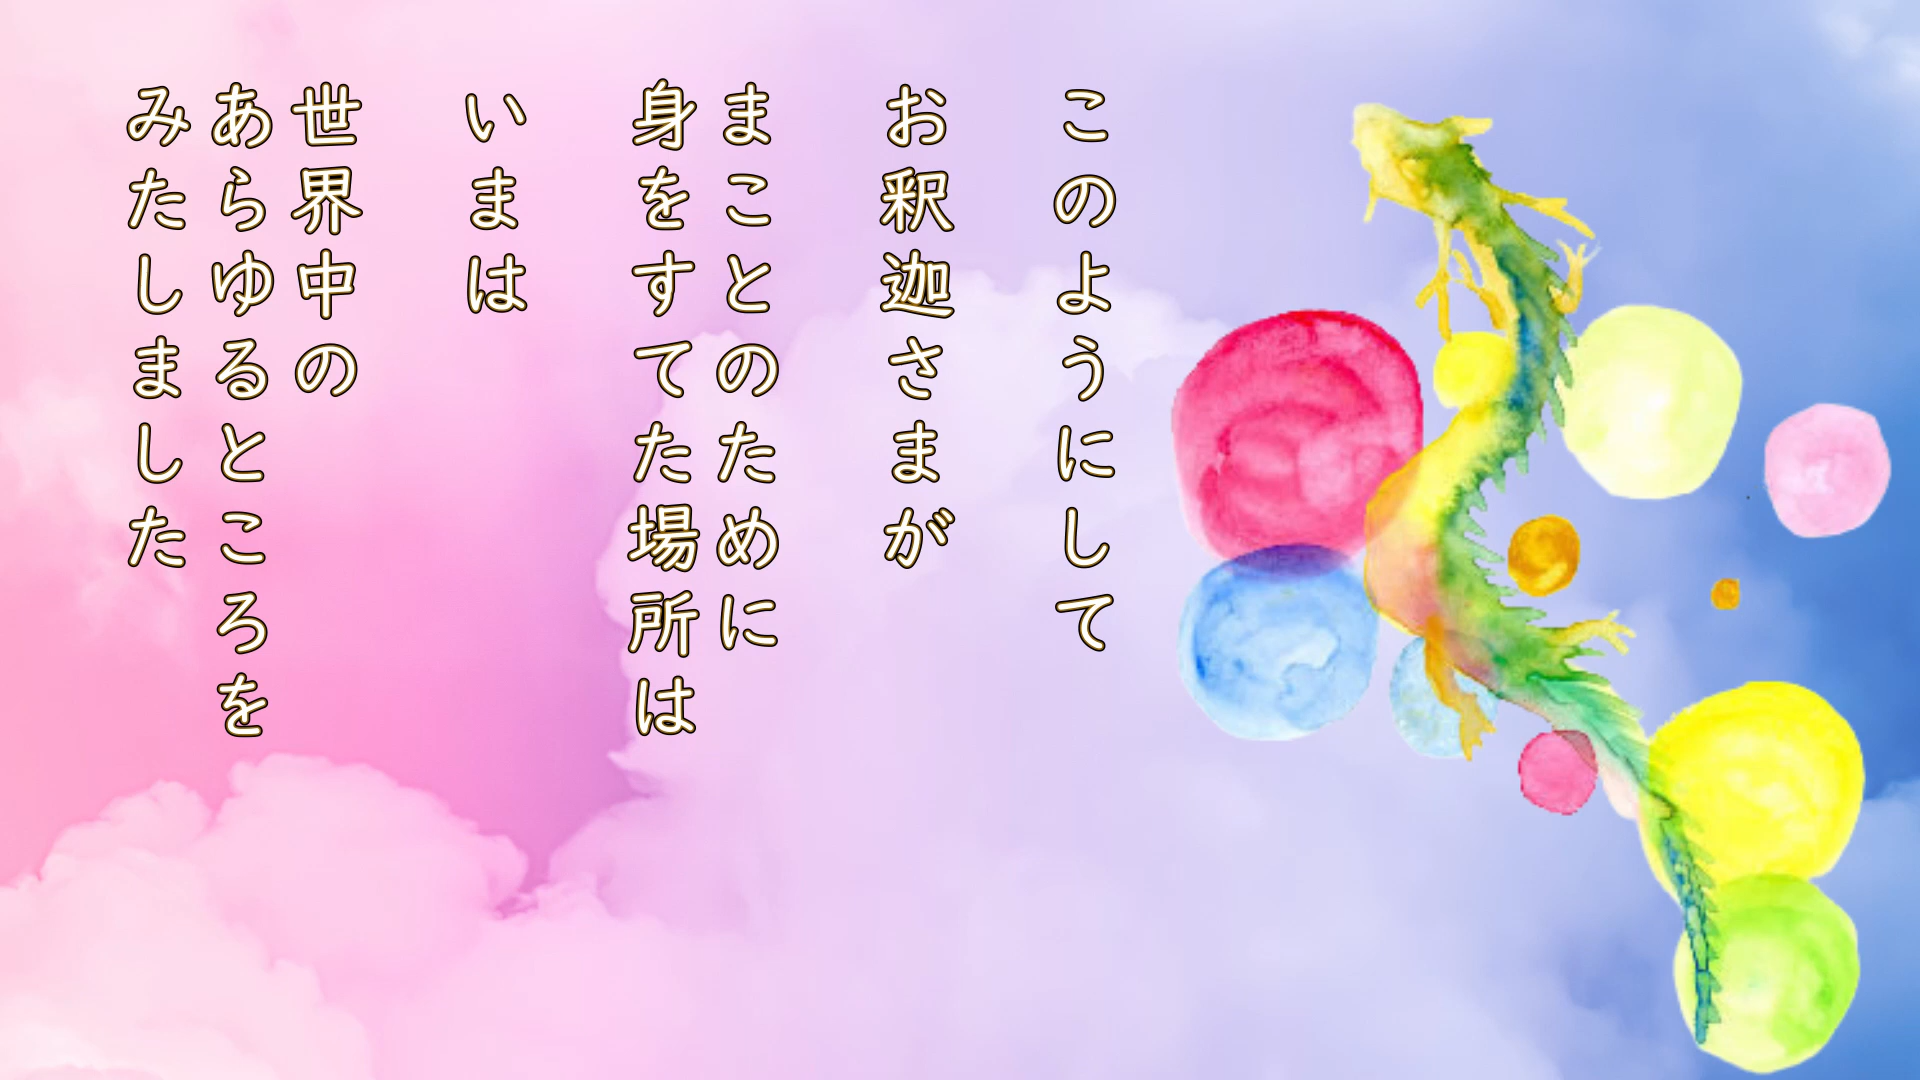 このようにして
お釈迦さまが
まことのために
身をすてた場所は
いまは
世界中の
あらゆるところを
みたしました